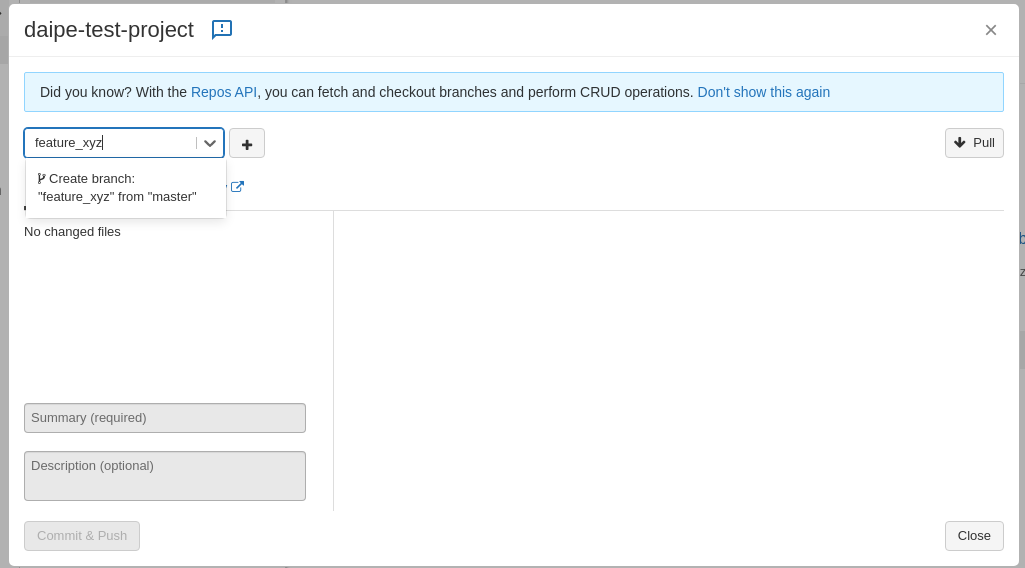 daipe-test-project
Did you know? With the Repos API, you can fetch and checkout branches and perform CRUD operations. Don't show this again
feature_xyz
Pull
Create branch:
"feature_xyz" from "master"
No changed files
Summary (required)
Description (optional)
Commit & Push
Close